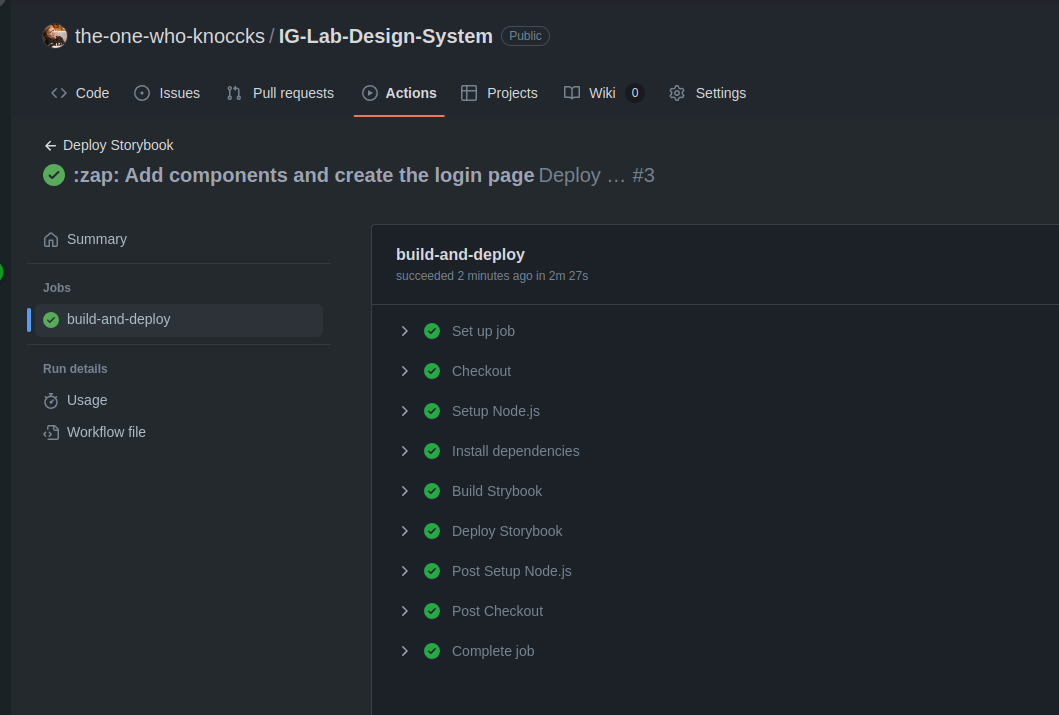 the-one-who-knoccks / IG-Lab-Design-System Public
Code Issues Pull requests Actions Projects Wiki 0 Settings
Deploy Storybook
:zap: Add components and create the login page Deploy … #3
Summary
Jobs
build-and-deploy
Run details
Usage
Workflow file
build-and-deploy
succeeded 2 minutes ago in 2m 27s
Set up job
Checkout
Setup Node.js
Install dependencies
Build Strybook
Deploy Storybook
Post Setup Node.js
Post Checkout
Complete job